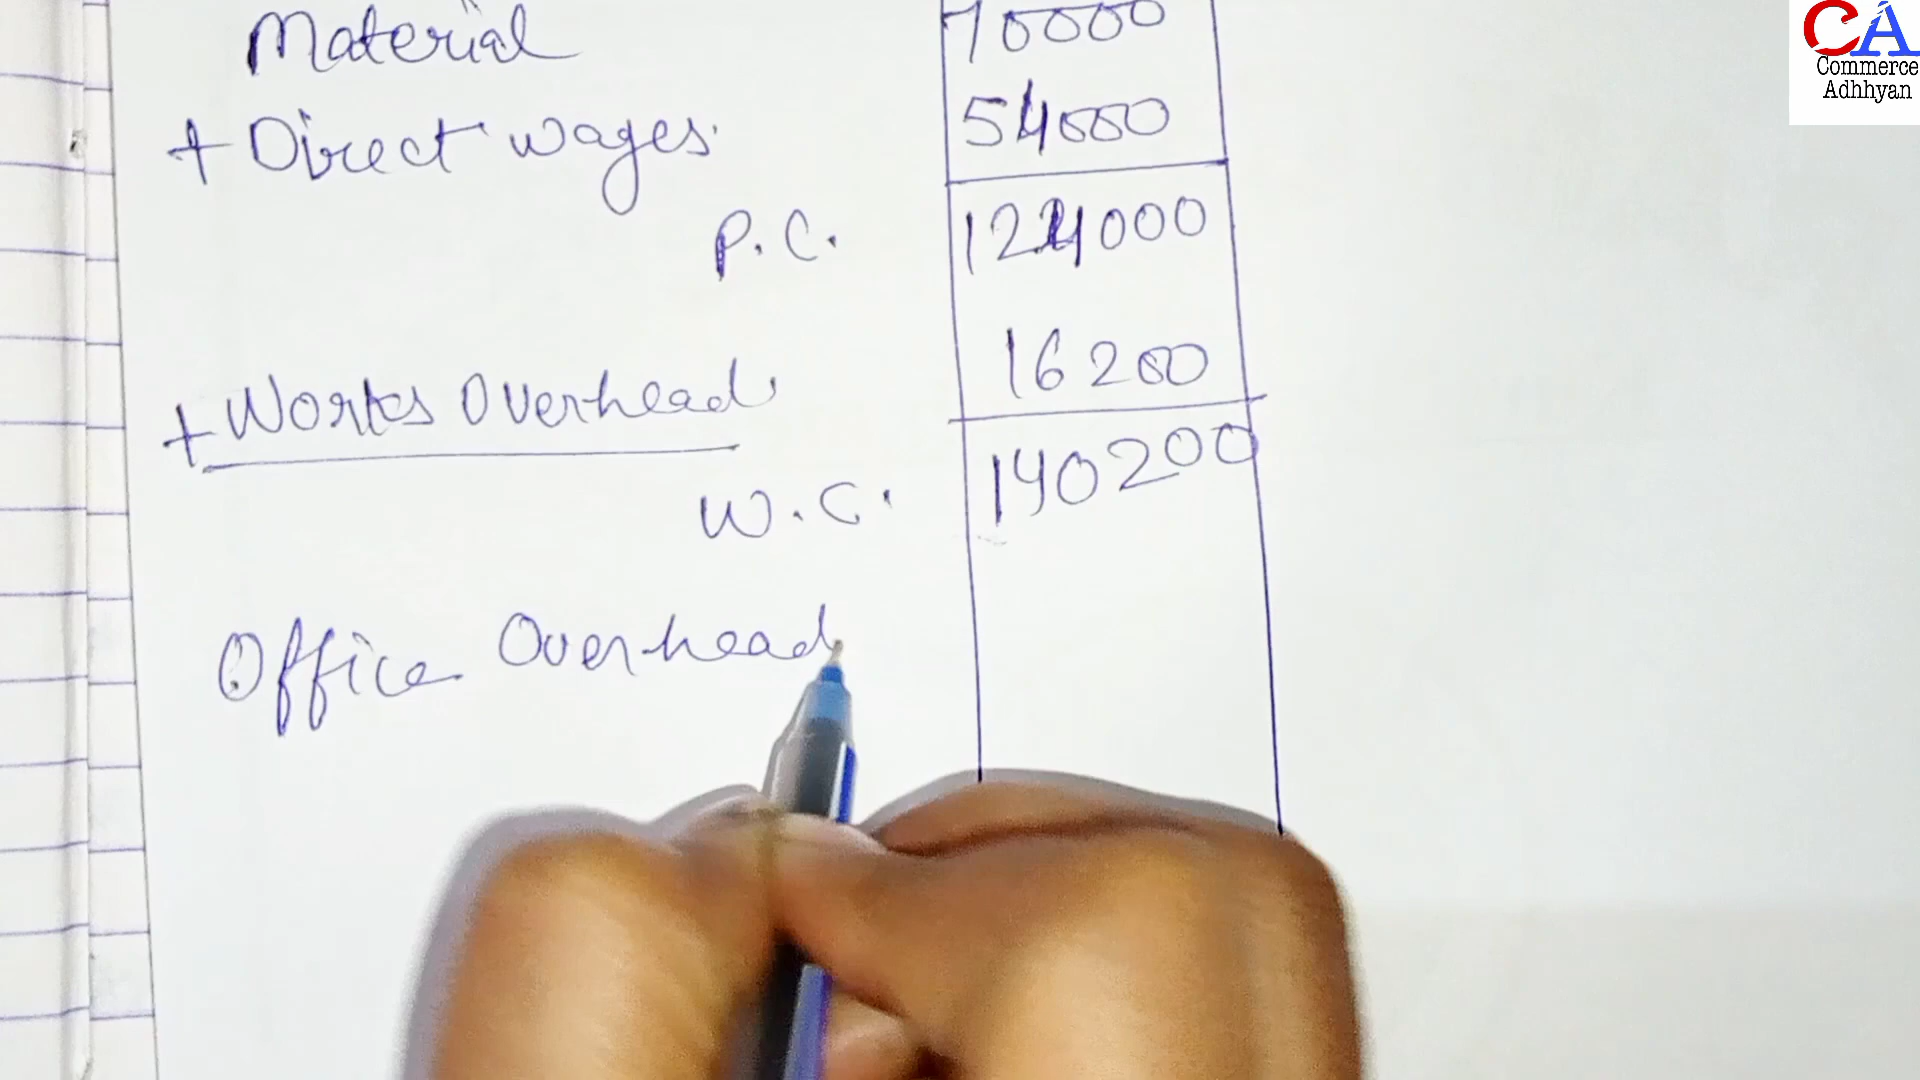 CA
Commerce
Adhhyan
Material 70000
+ Direct wages 54000
P.C. 124000
+ Works Overhead 16200
W.C. 140200
Office Overhead